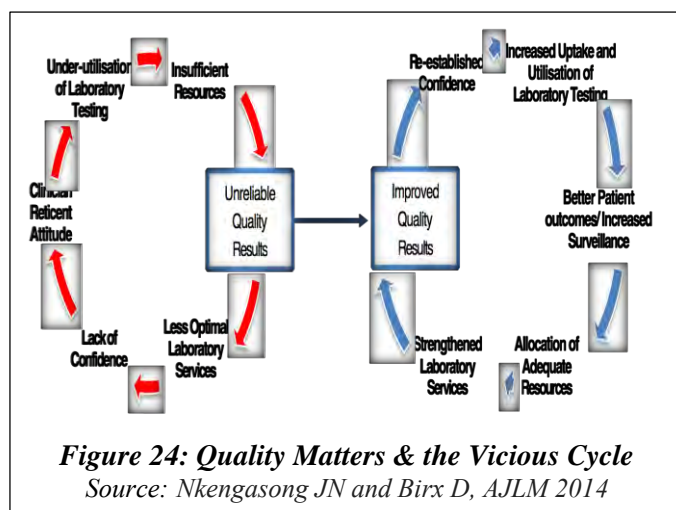 Under-utilisation
of Laboratory
Testing
Insufficient
Resources
Unreliable
Quality
Results
Less Optimal
Laboratory
Services
Lack of
Confidence
Clinician
Reticent
Attitude
Improved
Quality
Results
Re-established
Confidence
Increased Uptake and
Utilisation of
Laboratory Testing
Better Patient
outcomes/Increased
Surveillance
Allocation of
Adequate
Resources
Strengthened
Laboratory
Services
Figure 24: Quality Matters & the Vicious Cycle
Source: Nkengasong JN and Birx D, AJLM 2014